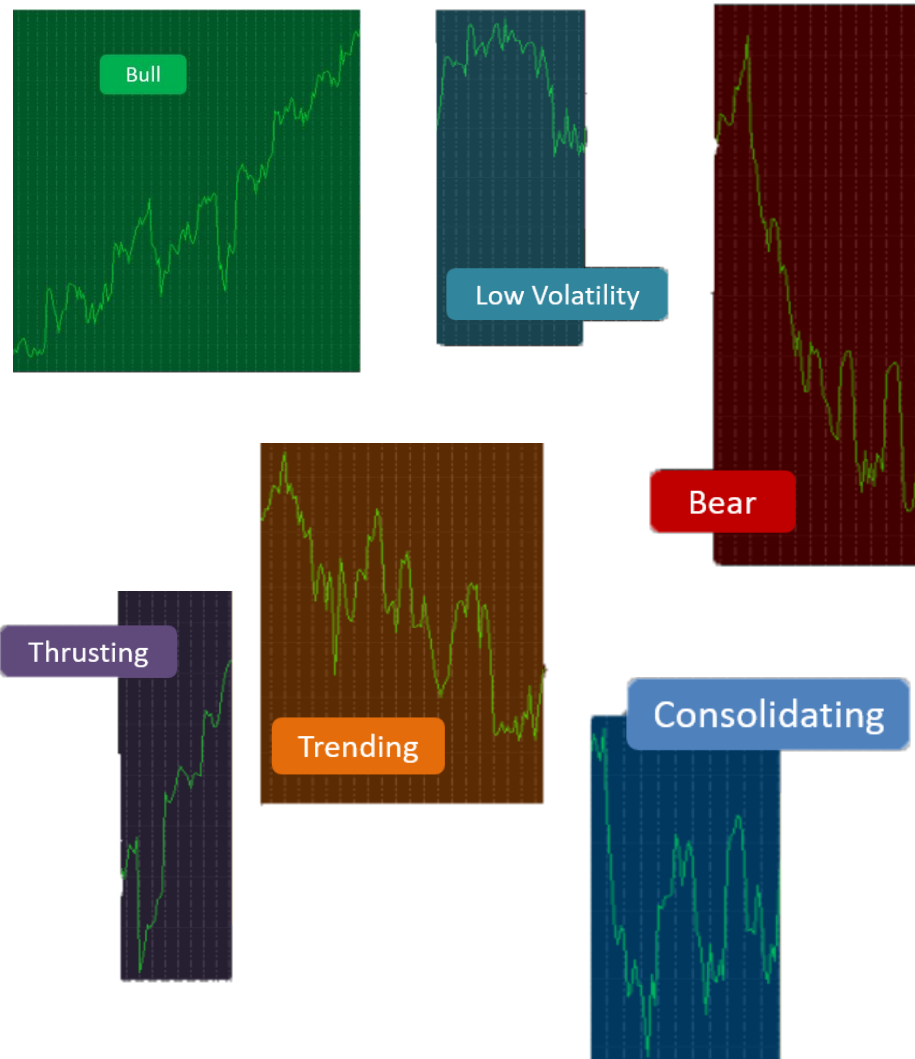 Bull
Low Volatility
Bear
Thrusting
Trending
Consolidating